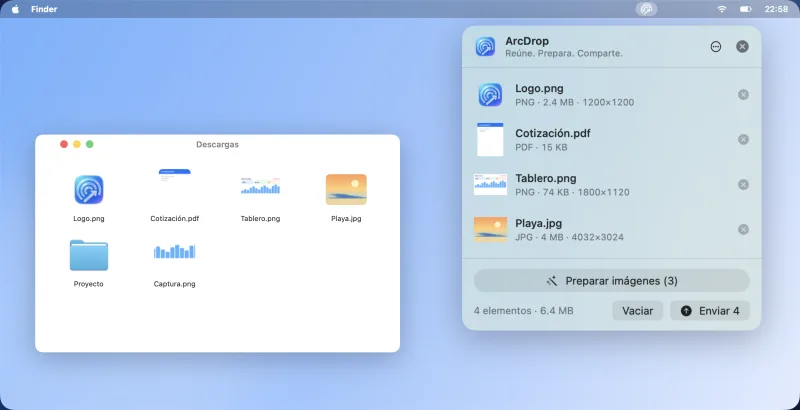 Finder
22:58
Descargas
Logo.png
Cotización.pdf
Tablero.png
Playa.jpg
Proyecto
Captura.png
ArcDrop
Reúne. Prepara. Comparte.
Logo.png
PNG · 2.4 MB · 1200×1200
Cotización.pdf
PDF · 15 KB
Tablero.png
PNG · 74 KB · 1800×1120
Playa.jpg
JPG · 4 MB · 4032×3024
Preparar imágenes (3)
4 elementos · 6.4 MB
Vaciar
Enviar 4